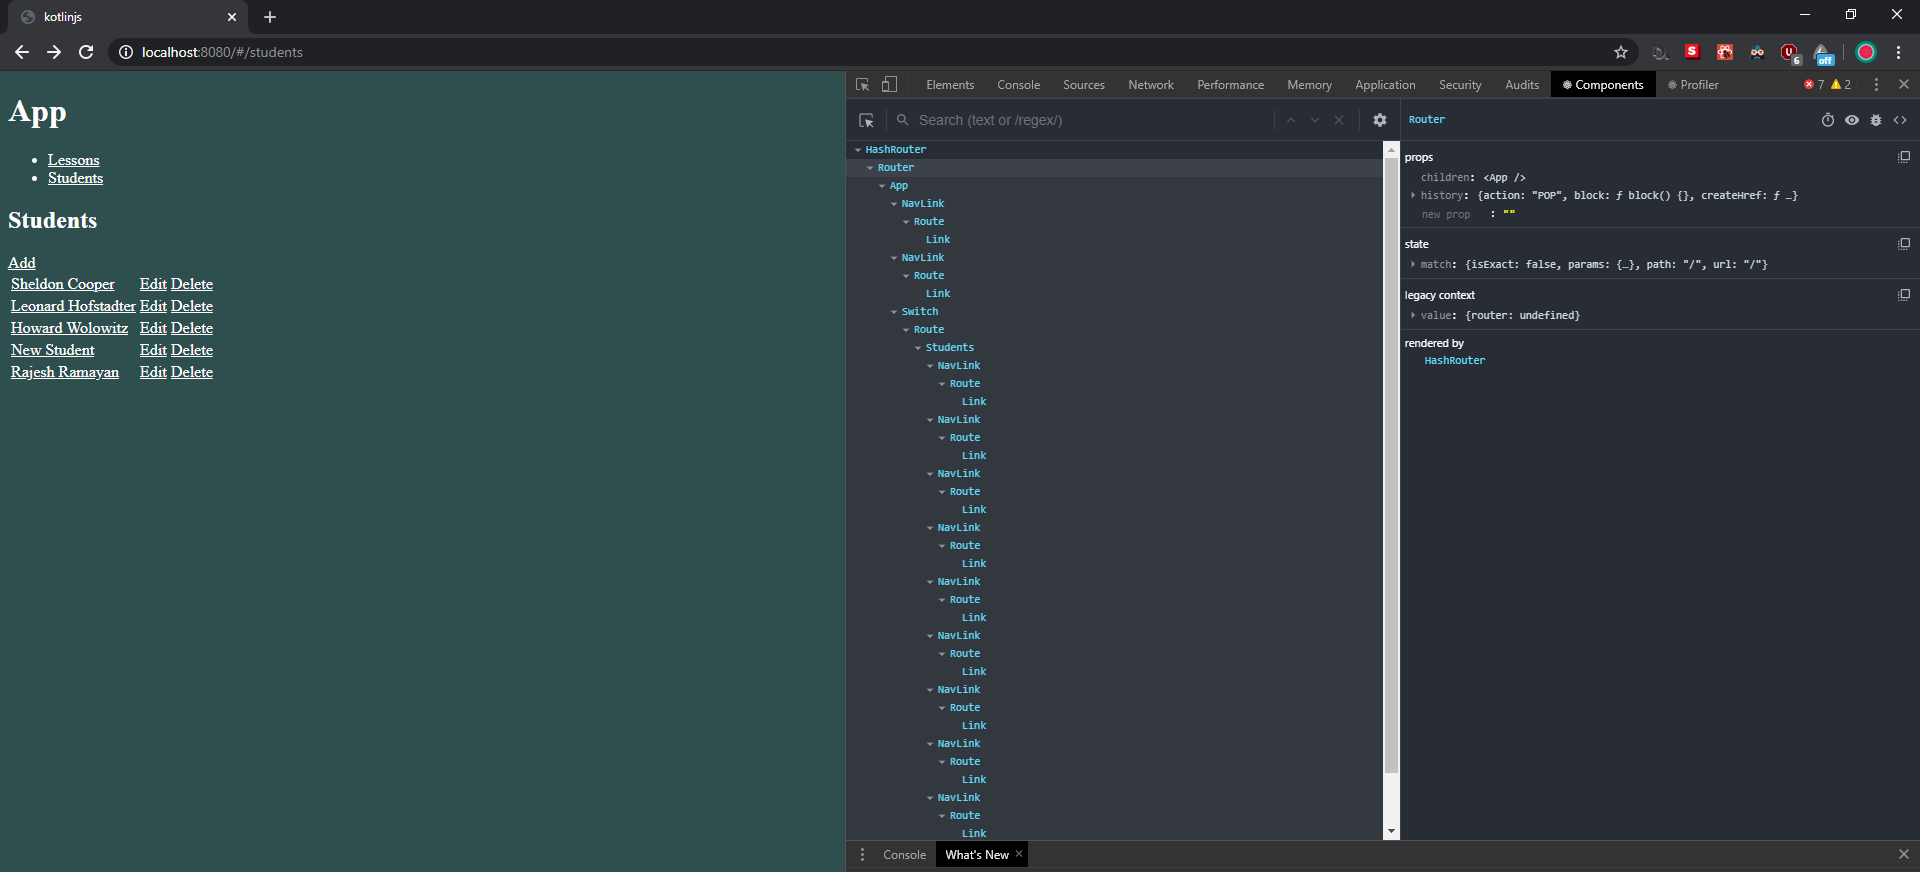 kotlinjs
localhost:8080/#/students
6
off
App
Lessons
Students
Students
Add
Sheldon Cooper Edit Delete
Leonard Hofstadter Edit Delete
Howard Wolowitz Edit Delete
New Student Edit Delete
Rajesh Ramayan Edit Delete
Elements Console Sources Network Performance Memory Application Security Audits Components Profiler 7 2
Search (text or /regex/)
HashRouter
Router
App
NavLink
Route
Link
NavLink
Route
Link
Switch
Route
Students
NavLink
Route
Link
NavLink
Route
Link
NavLink
Route
Link
NavLink
Route
Link
NavLink
Route
Link
NavLink
Route
Link
NavLink
Route
Link
NavLink
Route
Link
NavLink
Route
Link
Router
props
children: <App />
history: {action: "POP", block: ƒ block() {}, createHref: ƒ …}
new prop : ""
state
match: {isExact: false, params: {…}, path: "/", url: "/"}
legacy context
value: {router: undefined}
rendered by
HashRouter
Console What's New